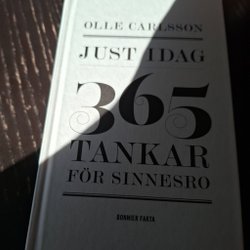 OLLE CARLSSON
JUST IDAG
365
TANKAR
FÖR SINNESRO
BONNIER FAKTA